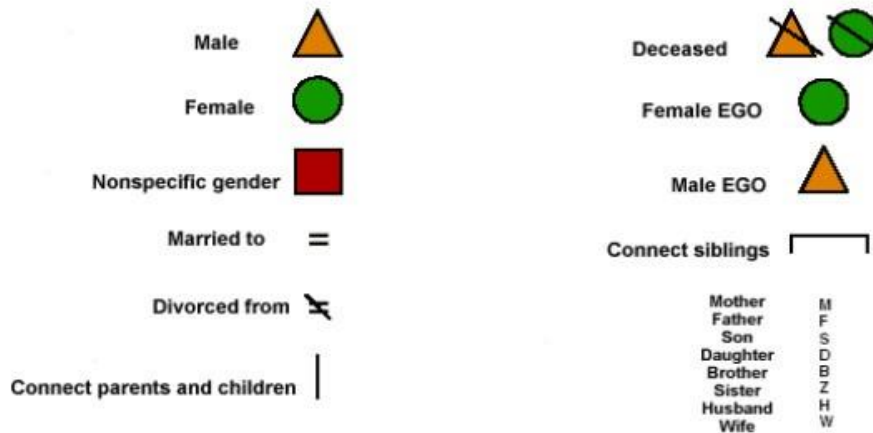 Male
Female
Nonspecific gender
Married to =
Divorced from =
Connect parents and children
Deceased
Female EGO
Male EGO
Connect siblings
Mother M
Father F
Son S
Daughter D
Brother B
Sister Z
Husband H
Wife W